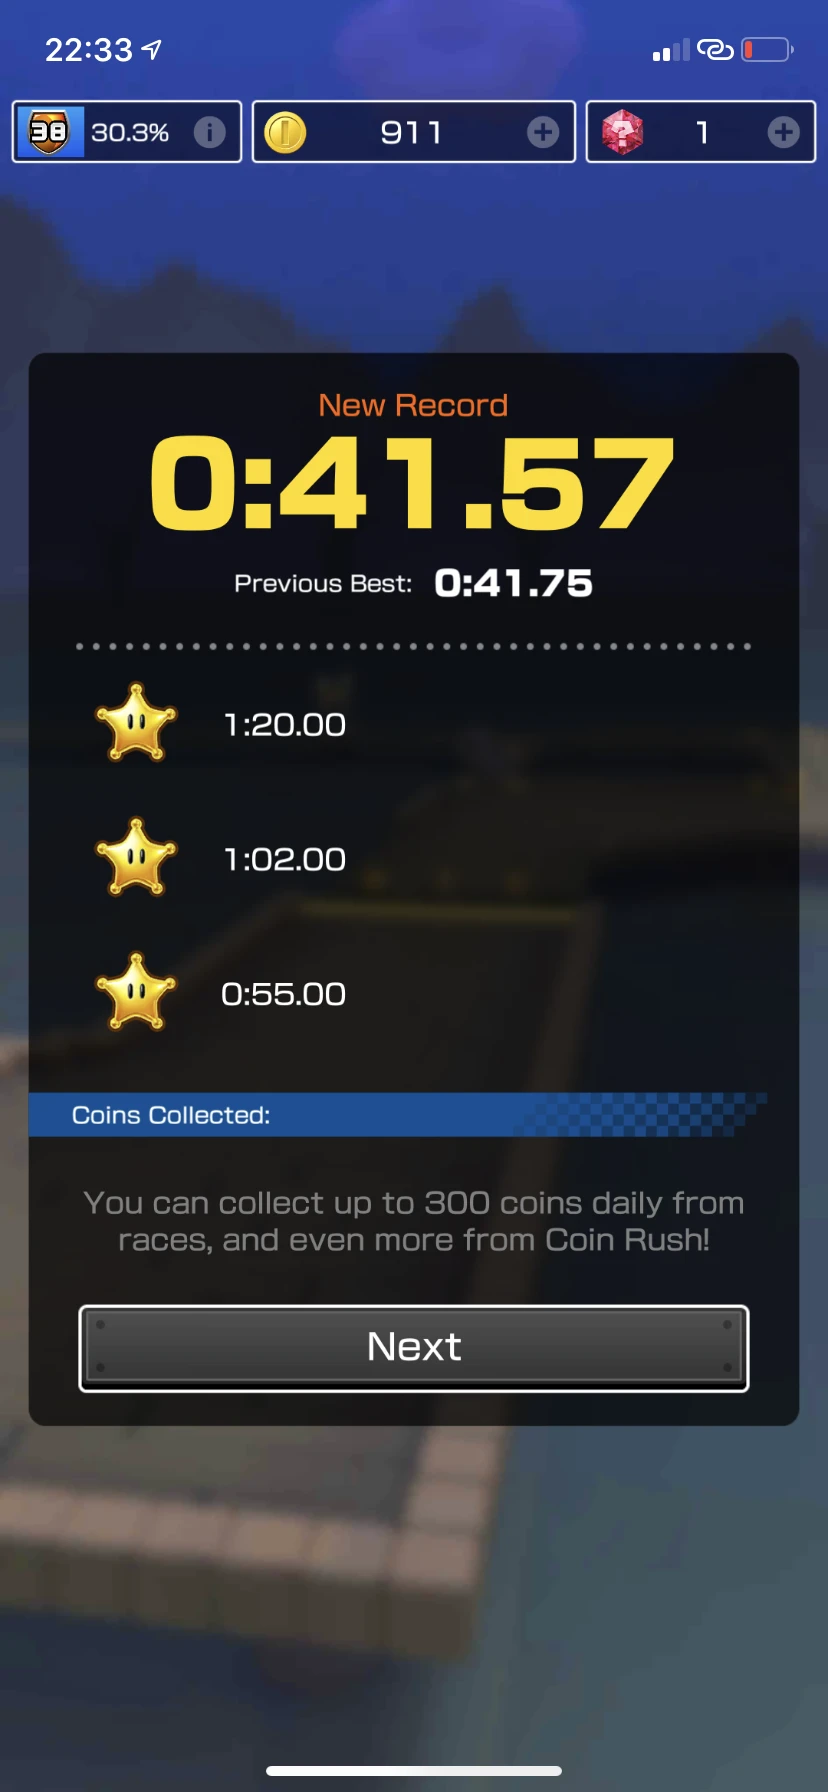 22:33
38 30.3% i 911 + ? 1 +
New Record
0:41.57
Previous Best: 0:41.75
1:20.00
1:02.00
0:55.00
Coins Collected:
You can collect up to 300 coins daily from
races, and even more from Coin Rush!
Next